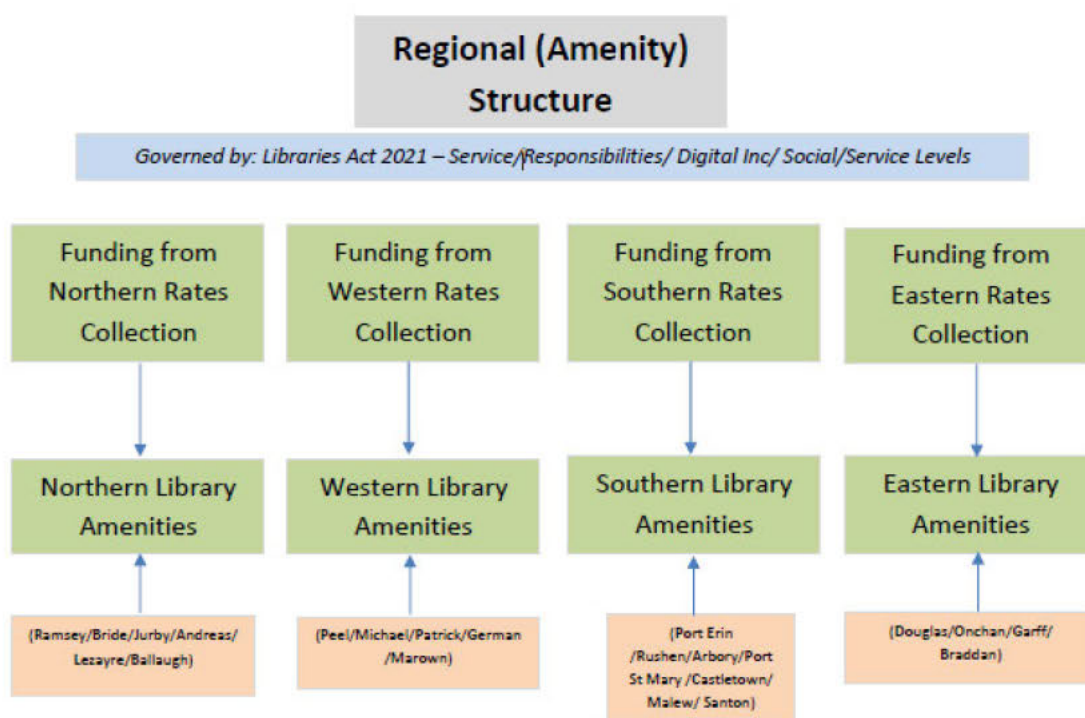 Regional (Amenity)
Structure
Governed by: Libraries Act 2021 – Service/Responsibilities/ Digital Inc/ Social/Service Levels
Funding from
Northern Rates
Collection
Funding from
Western Rates
Collection
Funding from
Southern Rates
Collection
Funding from
Eastern Rates
Collection
Northern Library
Amenities
Western Library
Amenities
Southern Library
Amenities
Eastern Library
Amenities
(Ramsey/Bride/Jurby/Andreas/
Lezayre/Ballaugh)
(Peel/Michael/Patrick/German
/Marown)
(Port Erin
/Rushen/Arbory/Port
St Mary /Castletown/
Malew/ Santon)
(Douglas/Onchan/Garff/
Braddan)